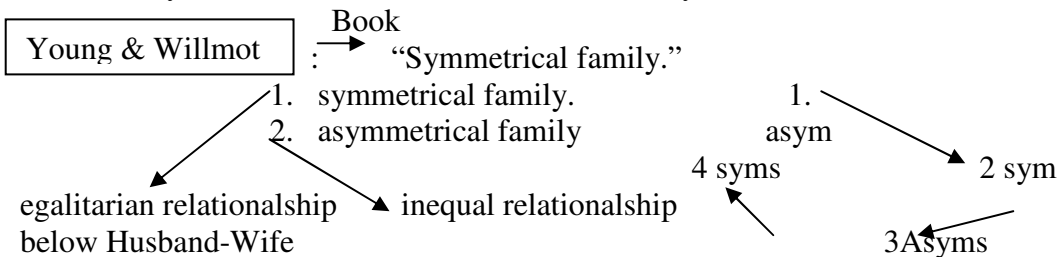 Book
Young & Willmot : “Symmetrical family.”
1. symmetrical family. 1.
2. asymmetrical family asym
4 syms 2 sym
egalitarian relationalship inequal relationship
below Husband-Wife 3Asyms